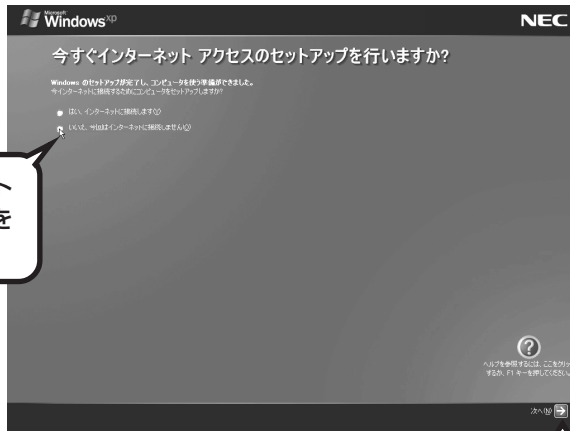 Microsoft
Windows xp
NEC
今すぐインターネット アクセスのセットアップを行いますか?
Windows のセットアップが完了し、コンピュータを使う準備ができました。
今インターネットに接続するためにコンピュータをセットアップしますか?
はい、インターネットに接続します(Y)
いいえ、今回はインターネットに接続しません(O)
を
?
ヘルプを参照するには、ここをクリッ
するか、F1 キーを押してください。
次へ(N)